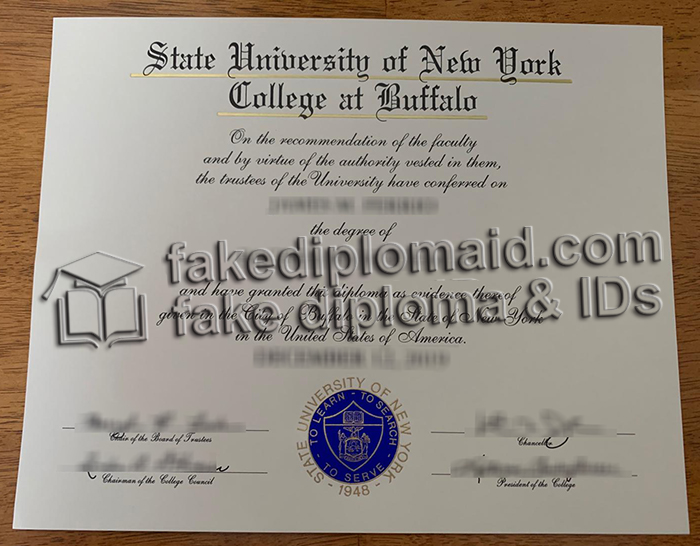 State University of New York
College at Buffalo
On the recommendation of the faculty
and by virtue of the authority vested in them,
the trustees of the University have conferred on
the degree of
fakediplomaid.com
and have granted this diploma as evidence thereof
fake diploma & IDs
given in the City of Buffalo in the State of New York
in the United States of America.
STATE UNIVERSITY OF NEW YORK
TO LEARN - TO SEARCH
TO SERVE
- 1948 -
of the Board of Trustees
Chancellor
Chairman of the College Council
President of the College